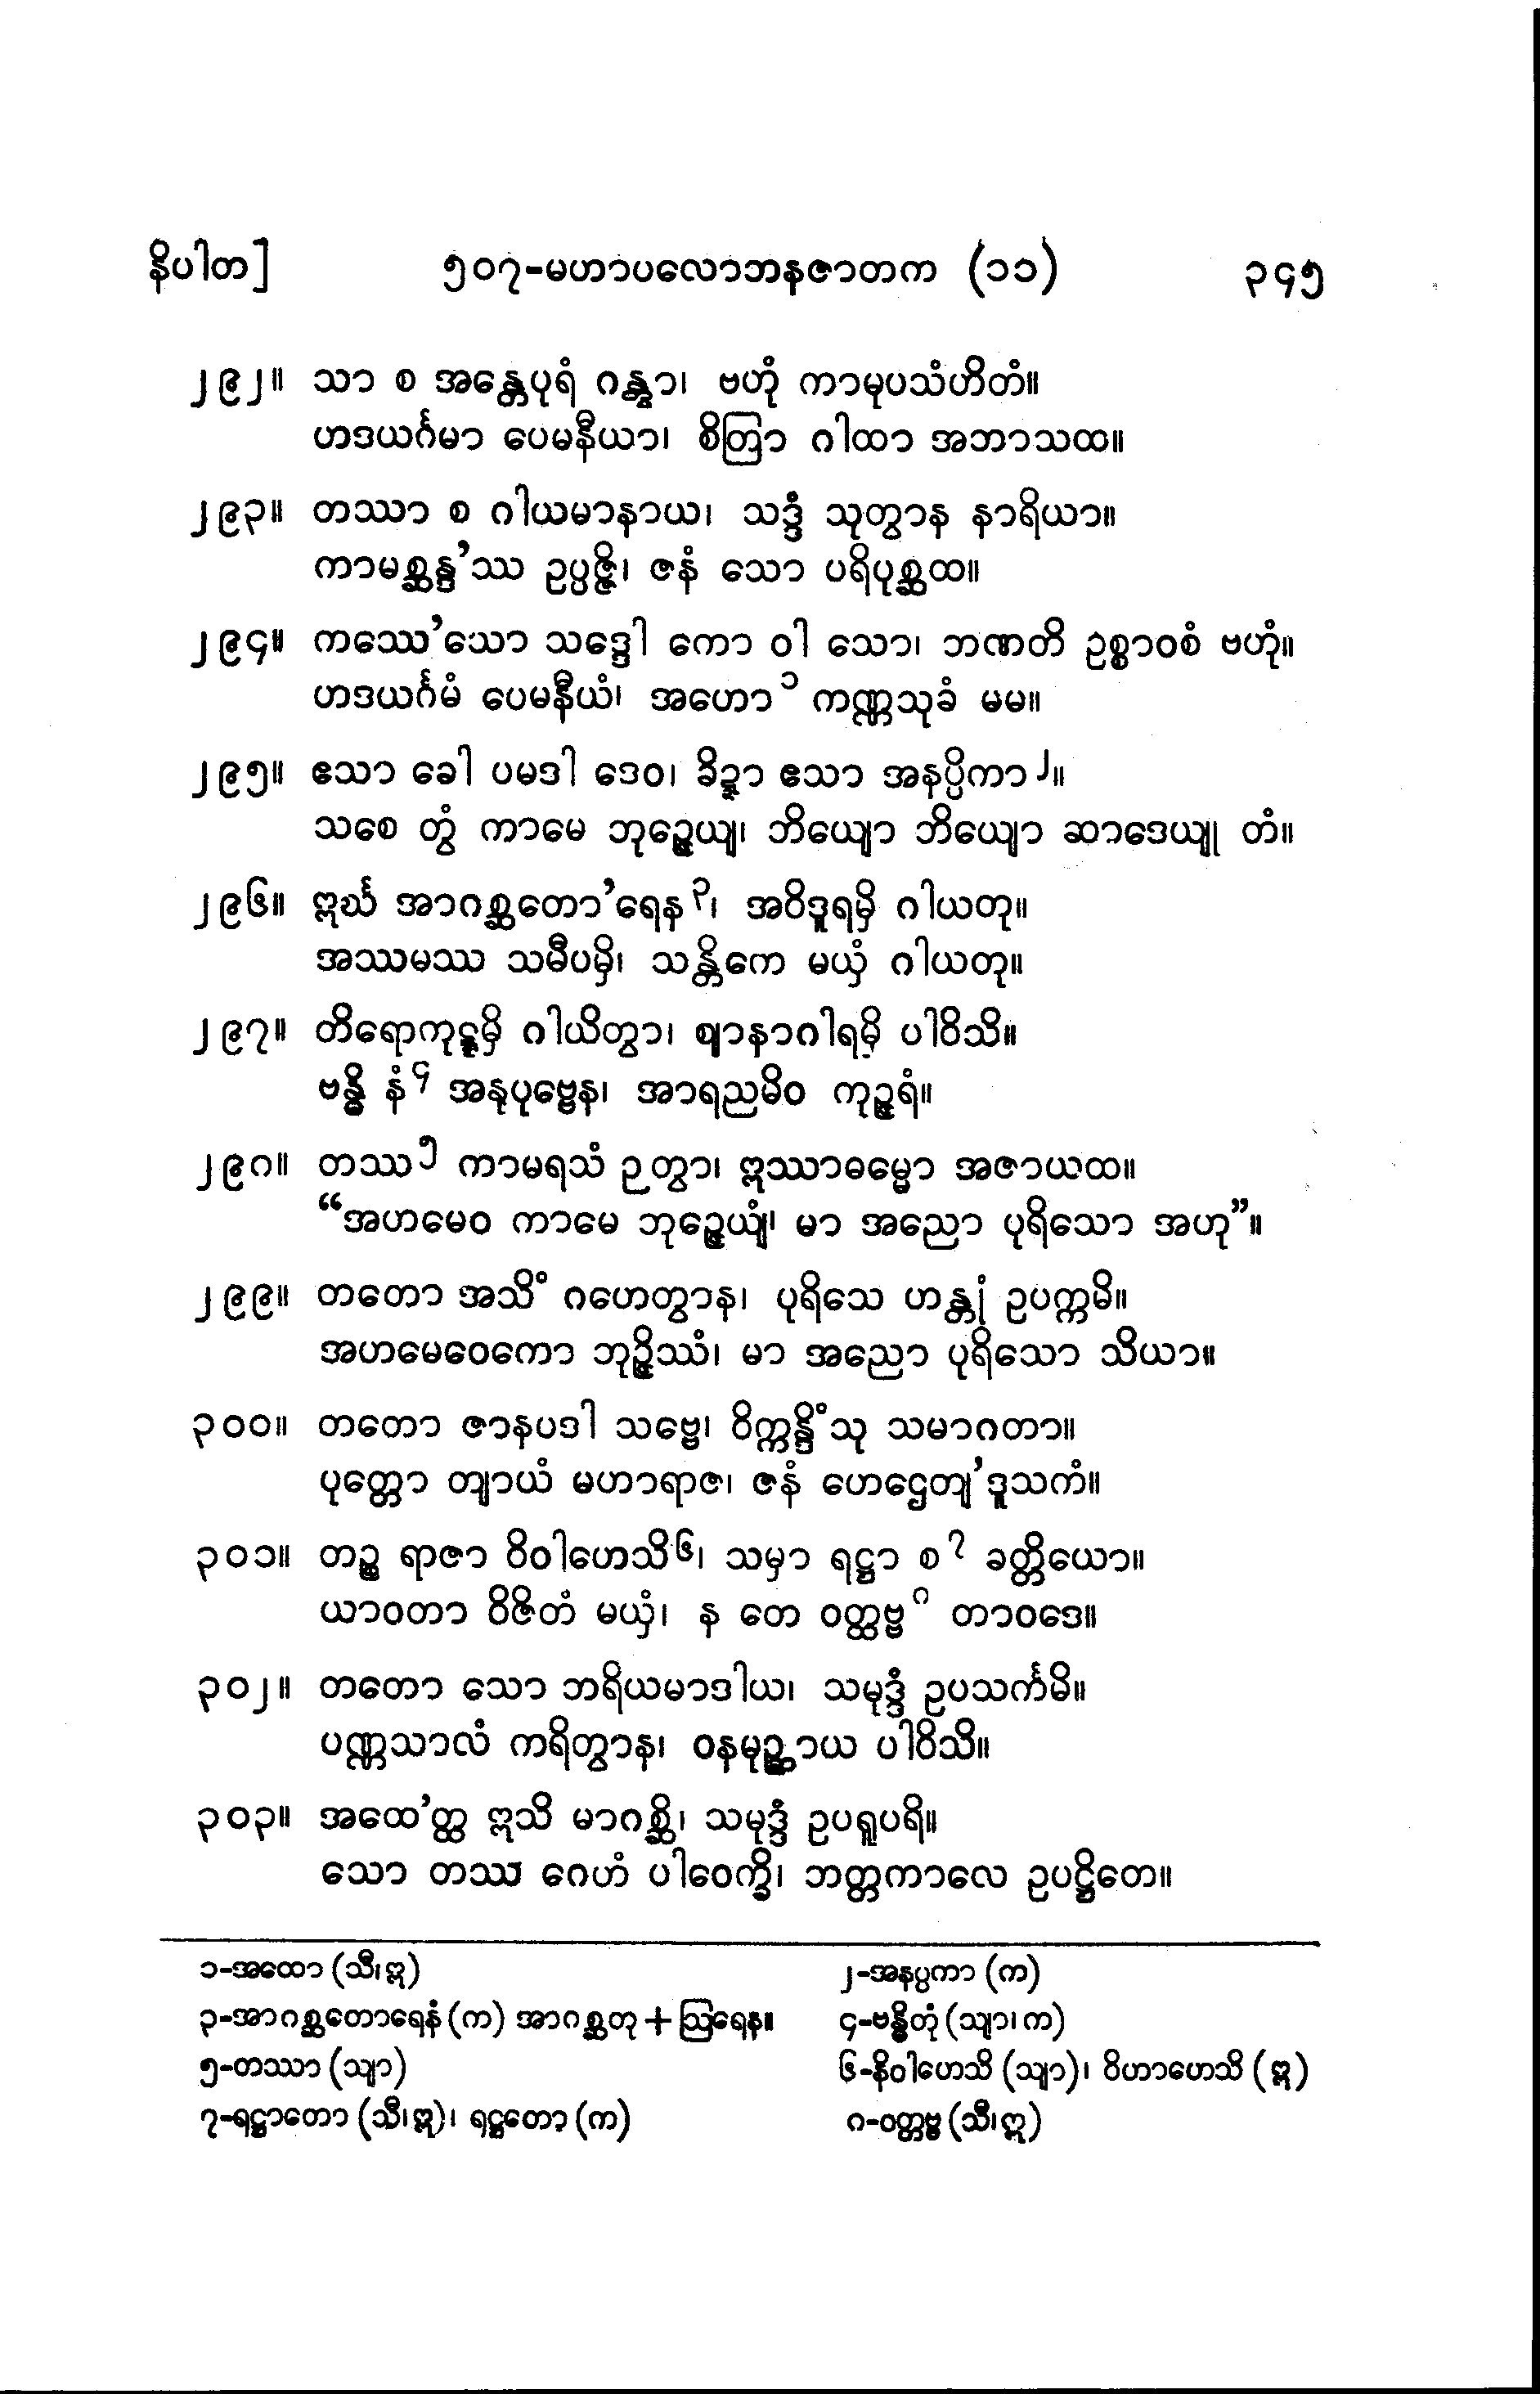 နိပါတ] ၅၀၇-မဟာပလောဘနဇာတက (၁၁) ၃၄၅
၂၉၂။ သာ စ အန္တေပုရံ ဂန္တွာ၊ ဗဟုံ ကာမုပသံဟိတံ။
ဟဒယင်္ဂမာ ပေမနီယာ၊ စိတြာ ဂါထာ အဘာသထ။
၂၉၃။ တဿာ စ ဂါယမာနာယ၊ သဒ္ဒံ သုတွာန နာရိယာ။
ကာမစ္ဆန္ဒ’ဿ ဥပ္ပဇ္ဇိ၊ ဇနံ သော ပရိပုစ္ဆထ။
၂၉၄။ ကဿေ’သော သဒ္ဒေါ ကော ဝါ သော၊ ဘဏတိ ဥစ္စာဝစံ ဗဟုံ။
ဟဒယင်္ဂမံ ပေမနီယံ၊ အဟော ၁ ကဏ္ဏသုခံ မမ။
၂၉၅။ ဧသာ ခေါ ပမဒါ ဒေဝ၊ ခိဍ္ဍာ ဧသာ အနပ္ပိကာ ၂။
သစေ တွံ ကာမေ ဘုဉ္ဇေယျ၊ ဘိယျော ဘိယျော ဆာဒေယျု တံ။
၂၉၆။ ဣင်္ဃ အာဂစ္ဆတော’ရေန ၃၊ အဝိဒူရမှိ ဂါယတု။
အဿမဿ သမီပမှိ၊ သန္တိကေ မယှံ ဂါယတု။
၂၉၇။ တိရောကုဋ္ဋမှိ ဂါယိတွာ၊ ဈာနာဂါရမှိ ပါဝိသိ။
ဗန္ဓိ နံ ၄ အနုပုဗ္ဗေန၊ အာရညမိဝ ကုဉ္ဇရံ။
၂၉၈။ တဿ ၅ ကာမရသံ ဉတွာ၊ ဣဿာဓမ္မော အဇာယထ။
“အဟမေဝ ကာမေ ဘုဉ္ဇေယျံ၊ မာ အညော ပုရိသော အဟု”။
၂၉၉။ တတော အသိံ ဂဟေတွာန၊ ပုရိသေ ဟန္တုံ ဥပက္ကမိ။
အဟမေဝေကော ဘုဉ္ဇိဿံ၊ မာ အညော ပုရိသော သိယာ။
၃၀၀။ တတော ဇာနပဒါ သဗ္ဗေ၊ ဝိက္ကန္ဒိံသု သမာဂတာ။
ပုတ္တော တျာယံ မဟာရာဇ၊ ဇနံ ဟေဌေတျ’ဒူသကံ။
၃၀၁။ တဉ္စ ရာဇာ ဝိဝါဟေသိ ၆၊ သမှာ ရဋ္ဌာ စ ၇ ခတ္တိယော။
ယာဝတာ ဝိဇိတံ မယှံ၊ န တေ ဝတ္ထဗ္ဗ ၈ တာဝဒေ။
၃၀၂။ တတော သော ဘရိယမာဒါယ၊ သမုဒ္ဒံ ဥပသင်္ကမိ။
ပဏ္ဏသာလံ ကရိတွာန၊ ဝနမုဉ္ဆာယ ပါဝိသိ။
၃၀၃။ အထေ’တ္ထ ဣသိ မာဂစ္ဆိ၊ သမုဒ္ဒံ ဥပရူပရိ။
သော တဿ ဂေဟံ ပါဝေက္ခိ၊ ဘတ္တကာလေ ဥပဋ္ဌိတေ။
၁-အထော (သီ၊ဣ) ၂-အနပ္ပကာ (က)
၃-အာဂစ္ဆတောရေနံ (က) အာဂစ္ဆတု + ဩရေန။ ၄-ဗန္ဓိတုံ (သျာ၊ က)
၅-တဿာ (သျာ) ၆-နိဝါဟေသိ (သျာ)၊ ဝိဟာဟေသိ (ဣ)
၇-ရဋ္ဌာတော (သီ၊ဣ)၊ ရဋ္ဌတော (က) ၈-ဝတ္တဗ္ဗ (သီ၊ဣ)